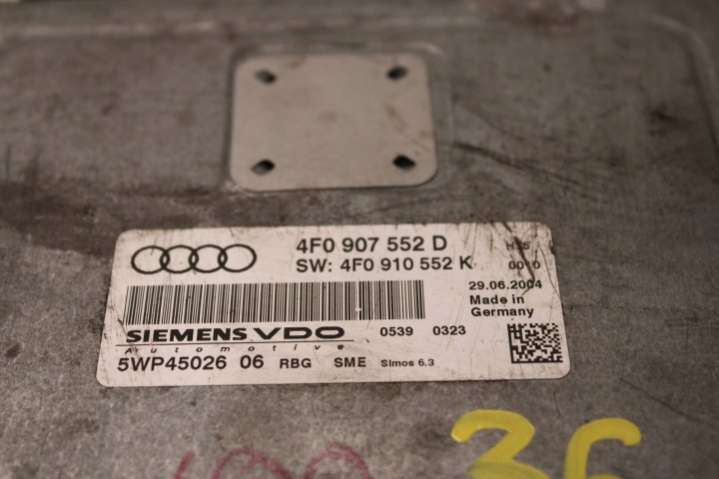 4F0 907 552 D
SW: 4F0 910 552 K
0010
29.06.2004
Made in
Germany
SIEMENS VDO
Automotive
0539 0323
5WP45026 06 RBG SME Simos 6.3
36